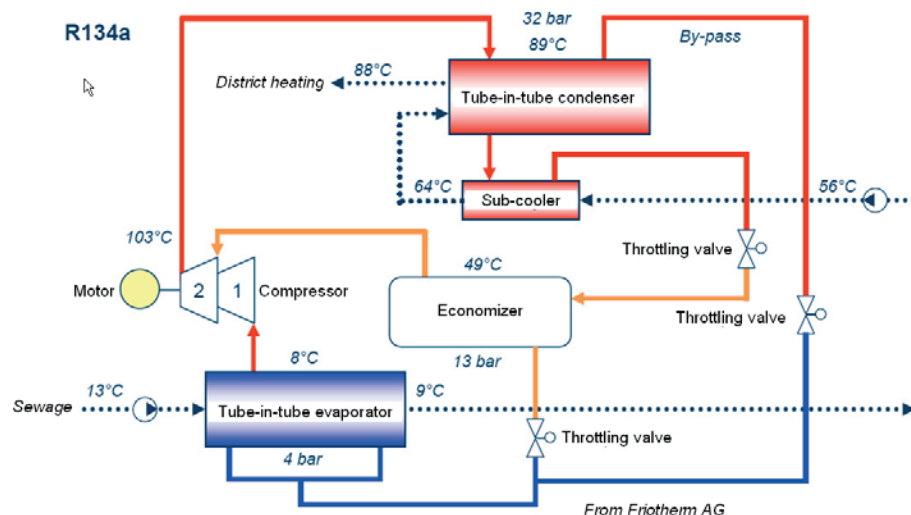 R134a
32 bar
89°C
By-pass
District heating
88°C
Tube-in-tube condenser
64°C
Sub-cooler
56°C
103°C
Throttling valve
49°C
Motor
2
1
Compressor
Economizer
Throttling valve
8°C
13 bar
Sewage
13°C
9°C
Tube-in-tube evaporator
Throttling valve
4 bar
From Friotherm AG